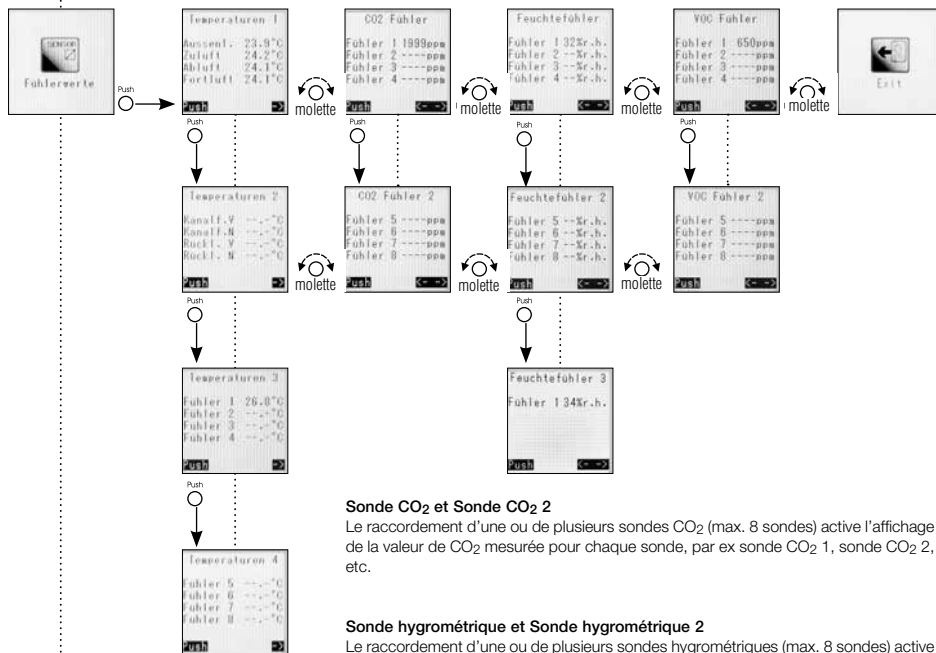 SENSOR
Fühlerwerte
Push
Temperaturen 1
Aussenl. 23.9°C
Zuluft 24.2°C
Abluft 24.1°C
Fortluft 24.1°C
Push ->
molette
CO2 Fühler
Fühler 1 1999ppm
Fühler 2 ----ppm
Fühler 3 ----ppm
Fühler 4 ----ppm
Push <- ->
molette
Feuchtefühler
Fühler 1 32%r.h.
Fühler 2 --%r.h.
Fühler 3 --%r.h.
Fühler 4 --%r.h.
Push <- ->
molette
VOC Fühler
Fühler 1 650ppm
Fühler 2 ----ppm
Fühler 3 ----ppm
Fühler 4 ----ppm
Push <- ->
molette
Exit
Push
Push
Push
Push
Temperaturen 2
Kanalf.V --.-°C
Kanalf.N --.-°C
Rückl. V --.-°C
Rückl. N --.-°C
Push ->
molette
CO2 Fühler 2
Fühler 5 ----ppm
Fühler 6 ----ppm
Fühler 7 ----ppm
Fühler 8 ----ppm
Push <- ->
molette
Feuchtefühler 2
Fühler 5 --%r.h.
Fühler 6 --%r.h.
Fühler 7 --%r.h.
Fühler 8 --%r.h.
Push <- ->
molette
VOC Fühler 2
Fühler 5 ----ppm
Fühler 6 ----ppm
Fühler 7 ----ppm
Fühler 8 ----ppm
Push <- ->
Push
Push
Temperaturen 3
Fühler 1 26.8°C
Fühler 2 --.-°C
Fühler 3 --.-°C
Fühler 4 --.-°C
Push ->
Feuchtefühler 3
Fühler 1 34%r.h.
Push <- ->
Push
Temperaturen 4
Fühler 5 --.-°C
Fühler 6 --.-°C
Fühler 7 --.-°C
Fühler 8 --.-°C
Push ->
Sonde CO2 et Sonde CO2 2
Le raccordement d'une ou de plusieurs sondes CO2 (max. 8 sondes) active l'affichage
de la valeur de CO2 mesurée pour chaque sonde, par ex sonde CO2 1, sonde CO2 2,
etc.
Sonde hygrométrique et Sonde hygrométrique 2
Le raccordement d'une ou de plusieurs sondes hygrométriques (max. 8 sondes) active